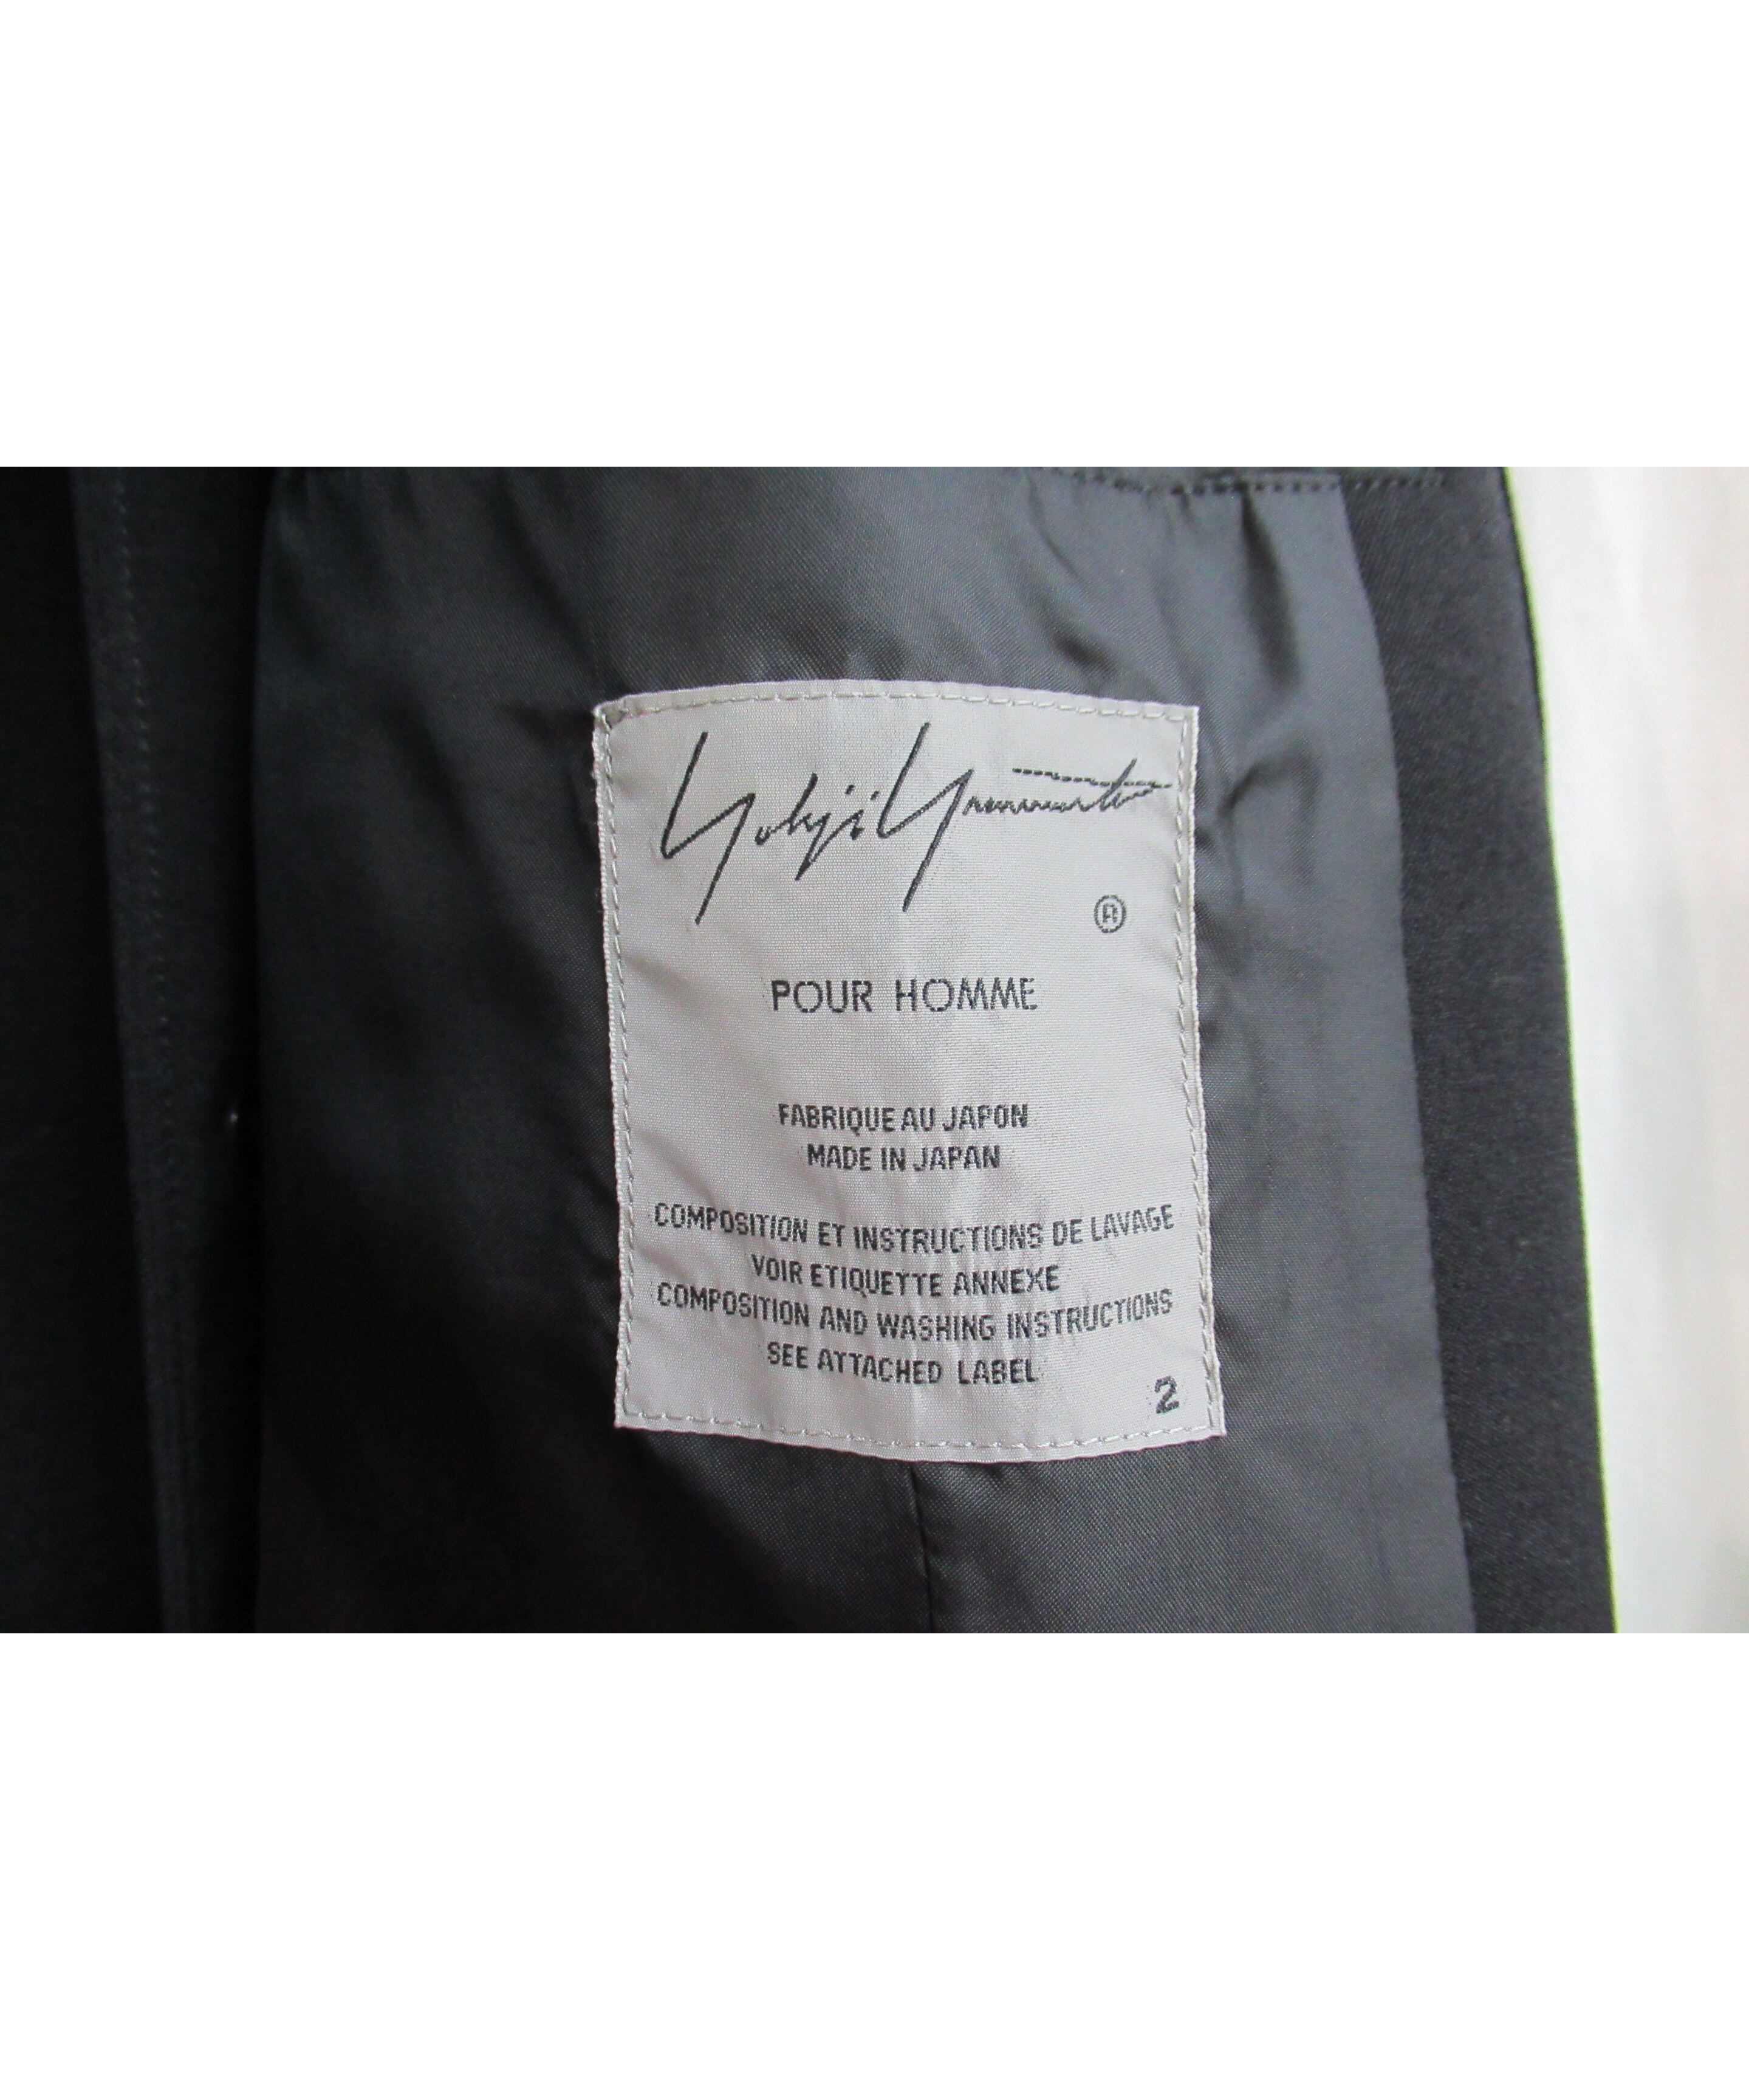 Yohji Yamamoto
®
POUR HOMME
FABRIQUE AU JAPON
MADE IN JAPAN
COMPOSITION ET INSTRUCTIONS DE LAVAGE
VOIR ETIQUETTE ANNEXE
COMPOSITION AND WASHING INSTRUCTIONS
SEE ATTACHED LABEL
2